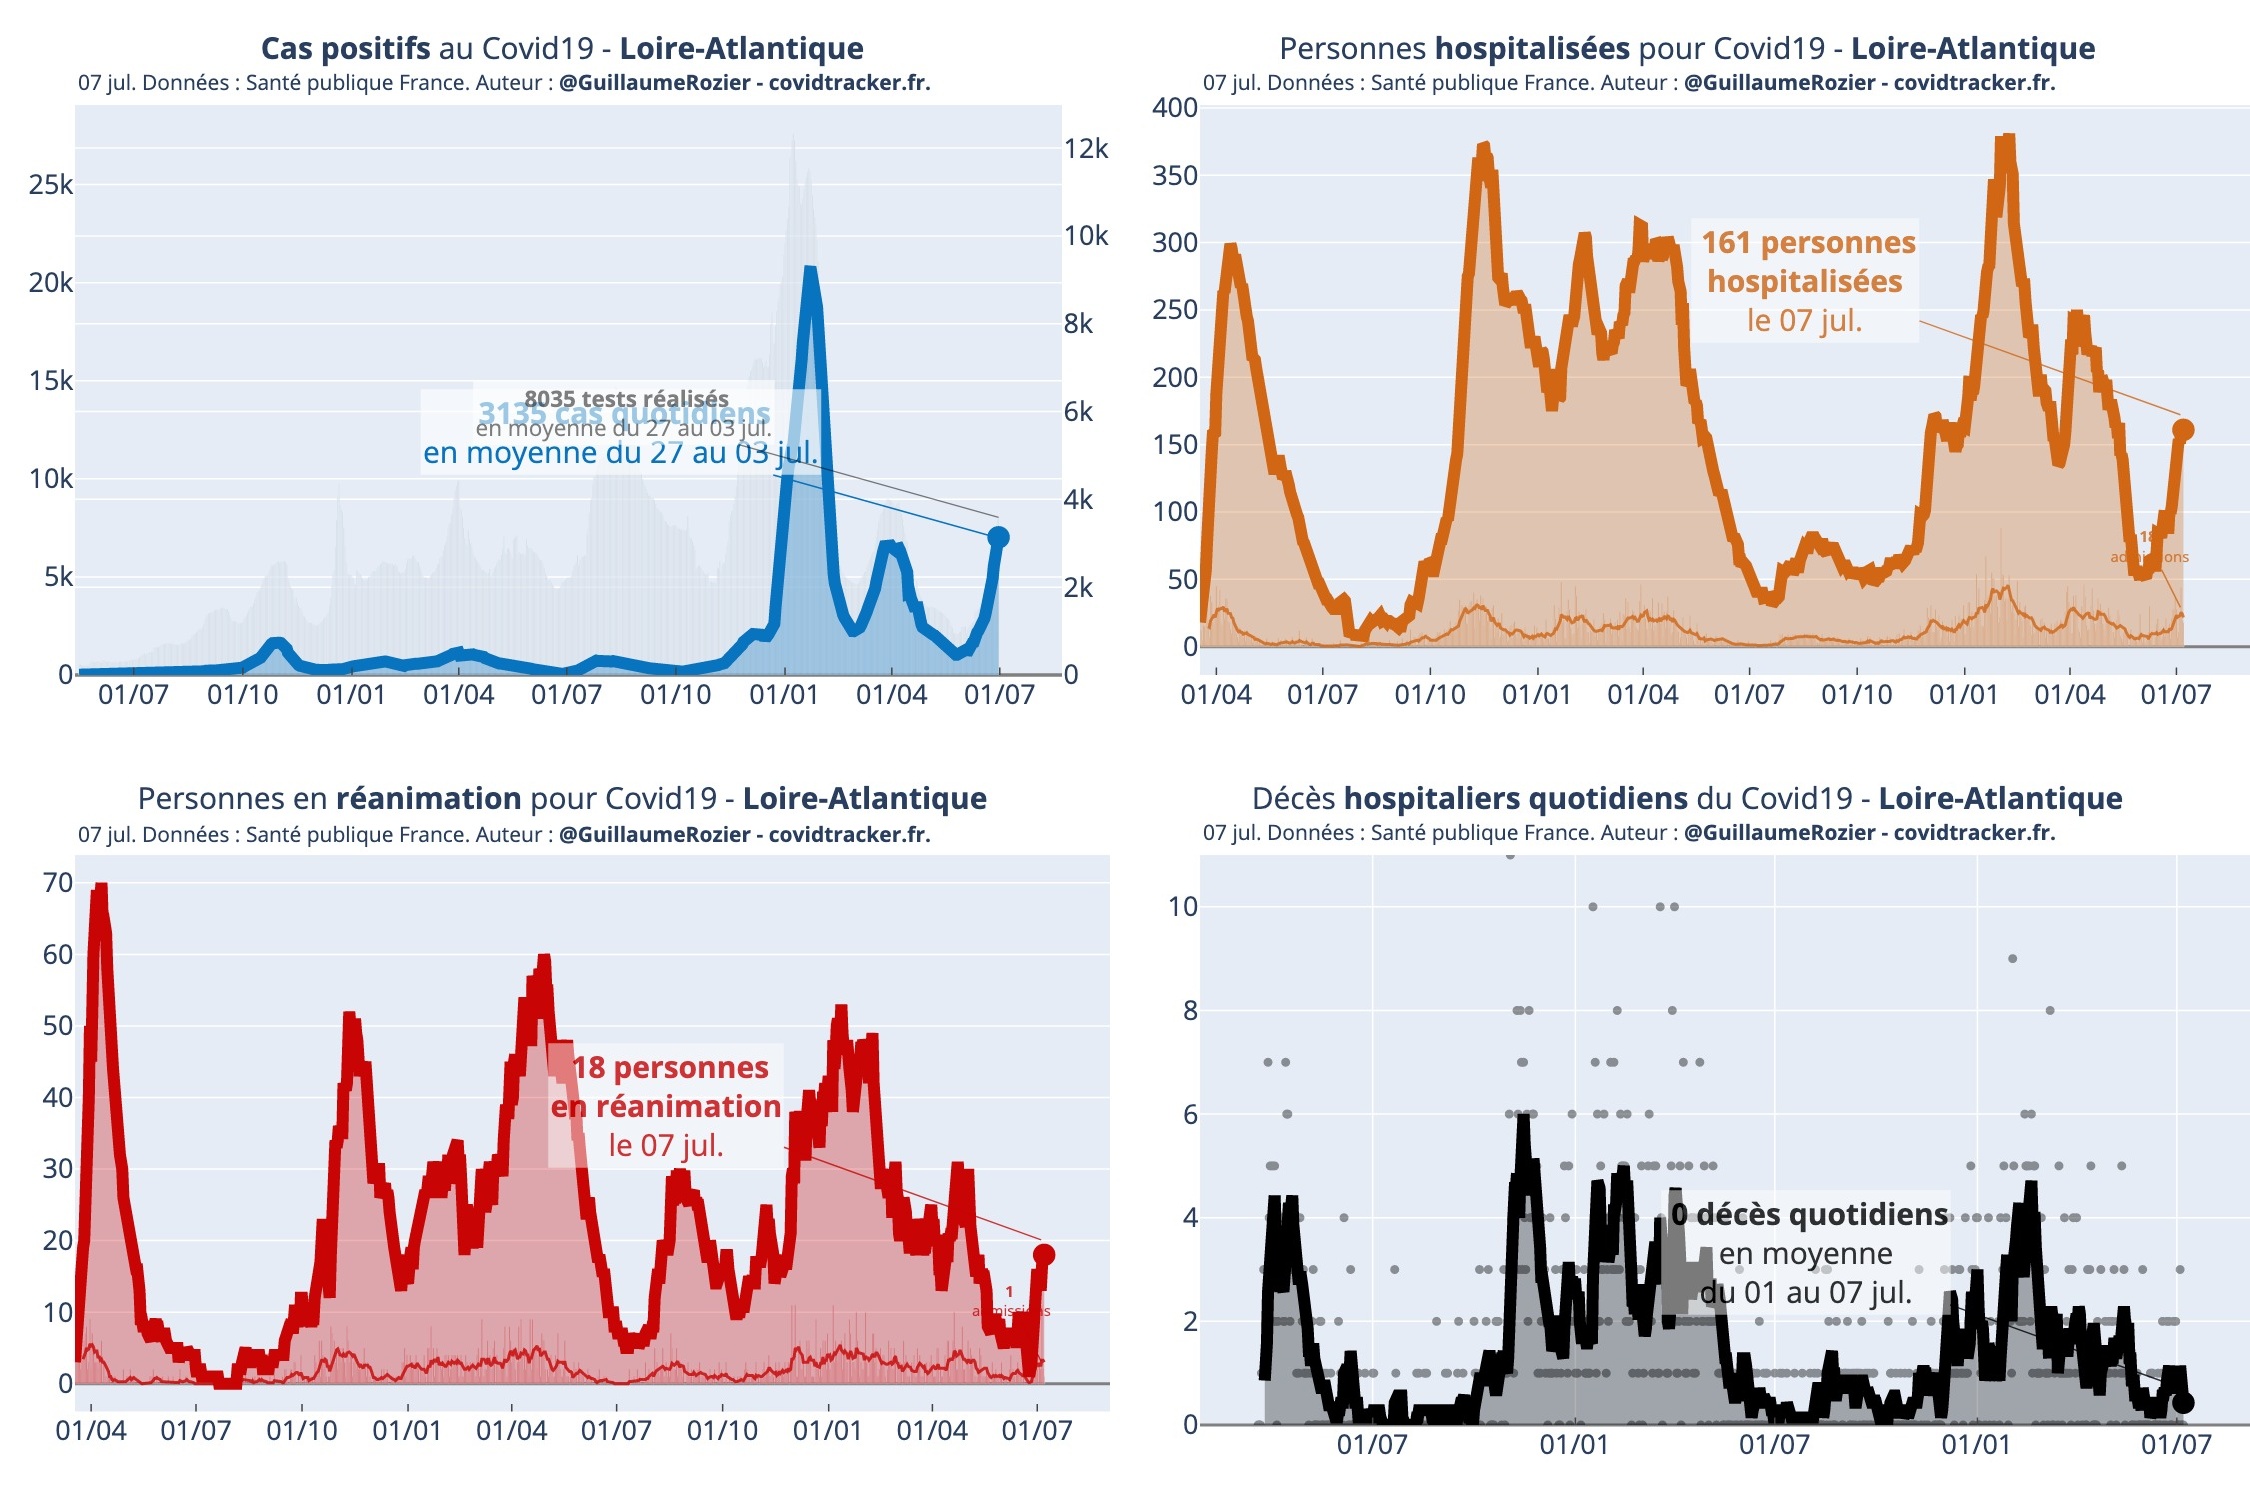 Cas positifs au Covid19 - Loire-Atlantique
07 jul. Données : Santé publique France. Auteur : @GuillaumeRozier - covidtracker.fr.
25k
20k
15k
10k
5k
0
12k
10k
8k
6k
4k
2k
0
8035 tests réalisés
en moyenne du 27 au 03 jul.
3135 cas quotidiens
en moyenne du 27 au 03 jul.
01/07 01/10 01/01 01/04 01/07 01/10 01/01 01/04 01/07
Personnes hospitalisées pour Covid19 - Loire-Atlantique
07 jul. Données : Santé publique France. Auteur : @GuillaumeRozier - covidtracker.fr.
400
350
300
250
200
150
100
50
0
161 personnes
hospitalisées
le 07 jul.
01/04 01/07 01/10 01/01 01/04 01/07 01/10 01/01 01/04 01/07
Personnes en réanimation pour Covid19 - Loire-Atlantique
07 jul. Données : Santé publique France. Auteur : @GuillaumeRozier - covidtracker.fr.
70
60
50
40
30
20
10
0
18 personnes
en réanimation
le 07 jul.
1
admissions
01/04 01/07 01/10 01/01 01/04 01/07 01/10 01/01 01/04 01/07
Décès hospitaliers quotidiens du Covid19 - Loire-Atlantique
07 jul. Données : Santé publique France. Auteur : @GuillaumeRozier - covidtracker.fr.
10
8
6
4
2
0
0 décès quotidiens
en moyenne
du 01 au 07 jul.
01/07 01/01 01/07 01/01 01/07